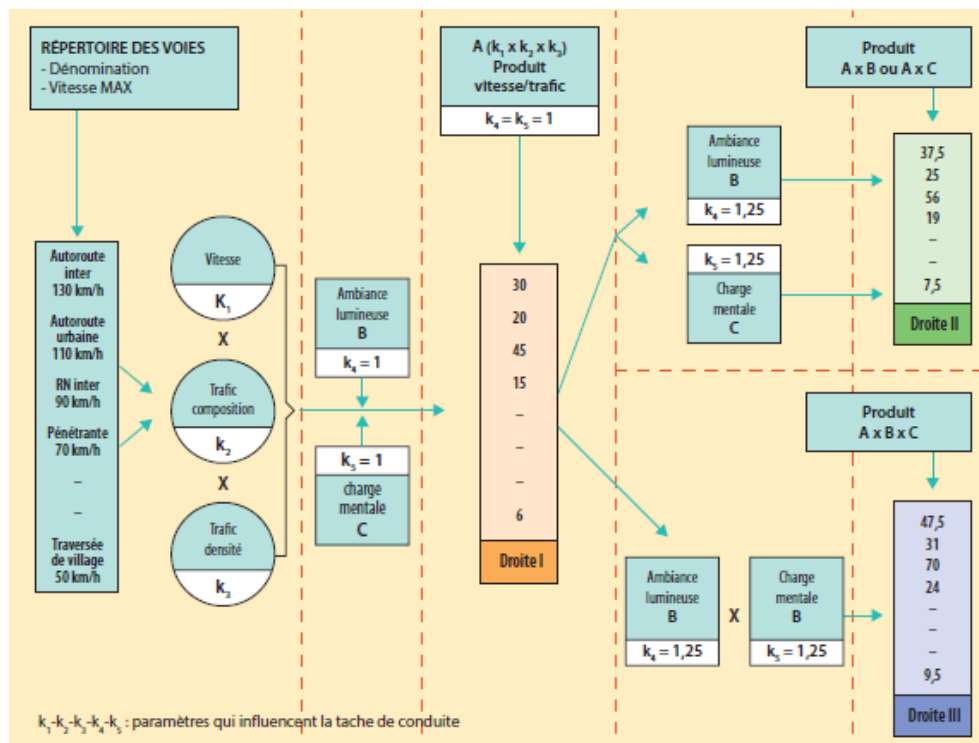 RÉPERTOIRE DES VOIES
- Dénomination
- Vitesse MAX
Autoroute
inter
130 km/h
Autoroute
urbaine
110 km/h
RN inter
90 km/h
Pénétrante
70 km/h
–
–
Traversée
de village
50 km/h
Vitesse
K₁
X
Trafic
composition
k₂
X
Trafic
densité
k₃
Ambiance
lumineuse
B
k₄ = 1
k₅ = 1
charge
mentale
C
A (k₁ x k₂ x k₃)
Produit
vitesse/trafic
k₄ = k₅ = 1
30
20
45
15
–
–
–
6
Droite I
Ambiance
lumineuse
B
k₄ = 1,25
k₅ = 1,25
Charge
mentale
C
Produit
A x B ou A x C
37,5
25
56
19
–
–
7,5
Droite II
Ambiance
lumineuse
B
k₄ = 1,25
X
Charge
mentale
B
k₅ = 1,25
Produit
A x B x C
47,5
31
70
24
–
–
–
9,5
Droite III
k₁-k₂-k₃-k₄-k₅ : paramètres qui influencent la tache de conduite